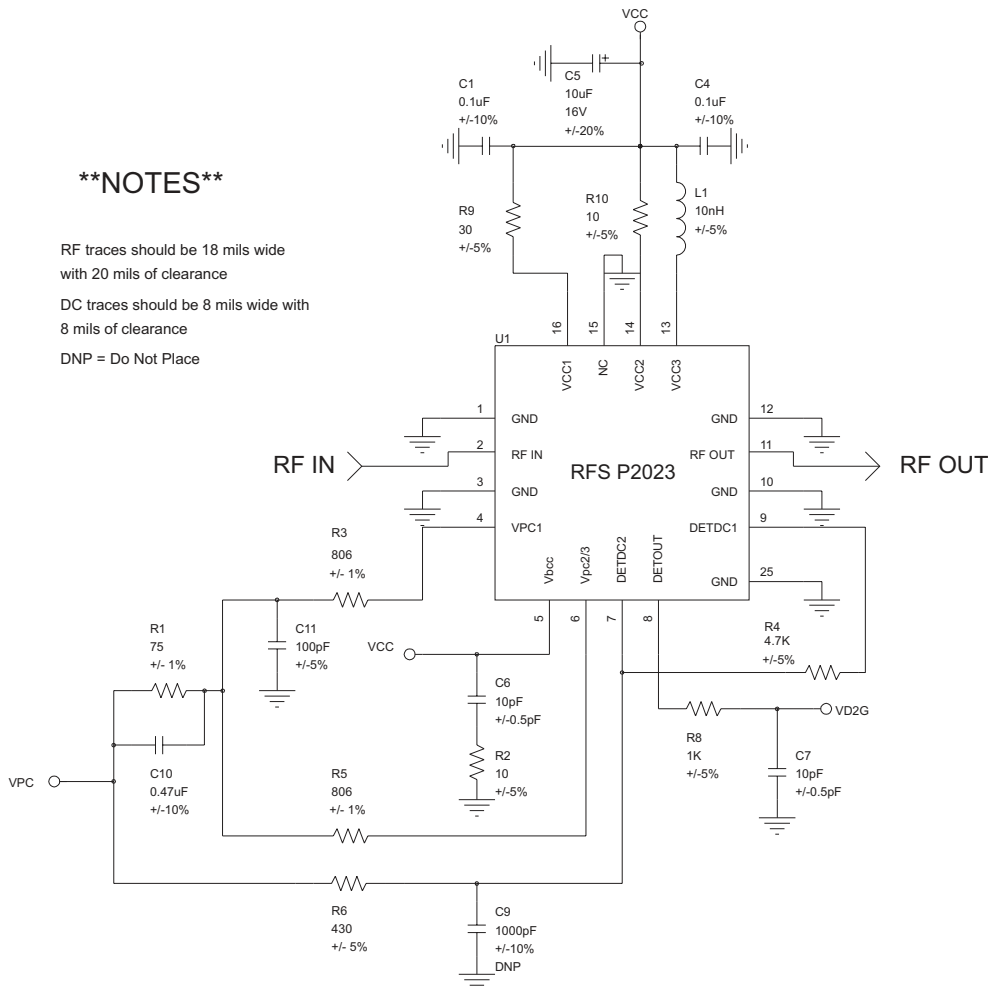 VCC
C5
10uF
16V
+/-20%
+
C1
0.1uF
+/-10%
C4
0.1uF
+/-10%
**NOTES**
RF traces should be 18 mils wide
with 20 mils of clearance
DC traces should be 8 mils wide with
8 mils of clearance
DNP = Do Not Place
R9
30
+/-5%
R10
10
+/-5%
L1
10nH
+/-5%
16
15
14
13
U1
VCC1
NC
VCC2
VCC3
1
GND
GND
12
RF IN
2
RF IN
RFS P2023
RF OUT
11
RF OUT
3
GND
GND
10
4
VPC1
DETDC1
9
Vbcc
Vpc2/3
DETDC2
DETOUT
GND
25
5
6
7
8
R3
806
+/- 1%
R1
75
+/- 1%
C11
100pF
+/-5%
VCC
R4
4.7K
+/-5%
C6
10pF
+/-0.5pF
VD2G
R8
1K
+/-5%
C7
10pF
+/-0.5pF
R2
10
+/-5%
VPC
C10
0.47uF
+/-10%
R5
806
+/- 1%
R6
430
+/- 5%
C9
1000pF
+/-10%
DNP